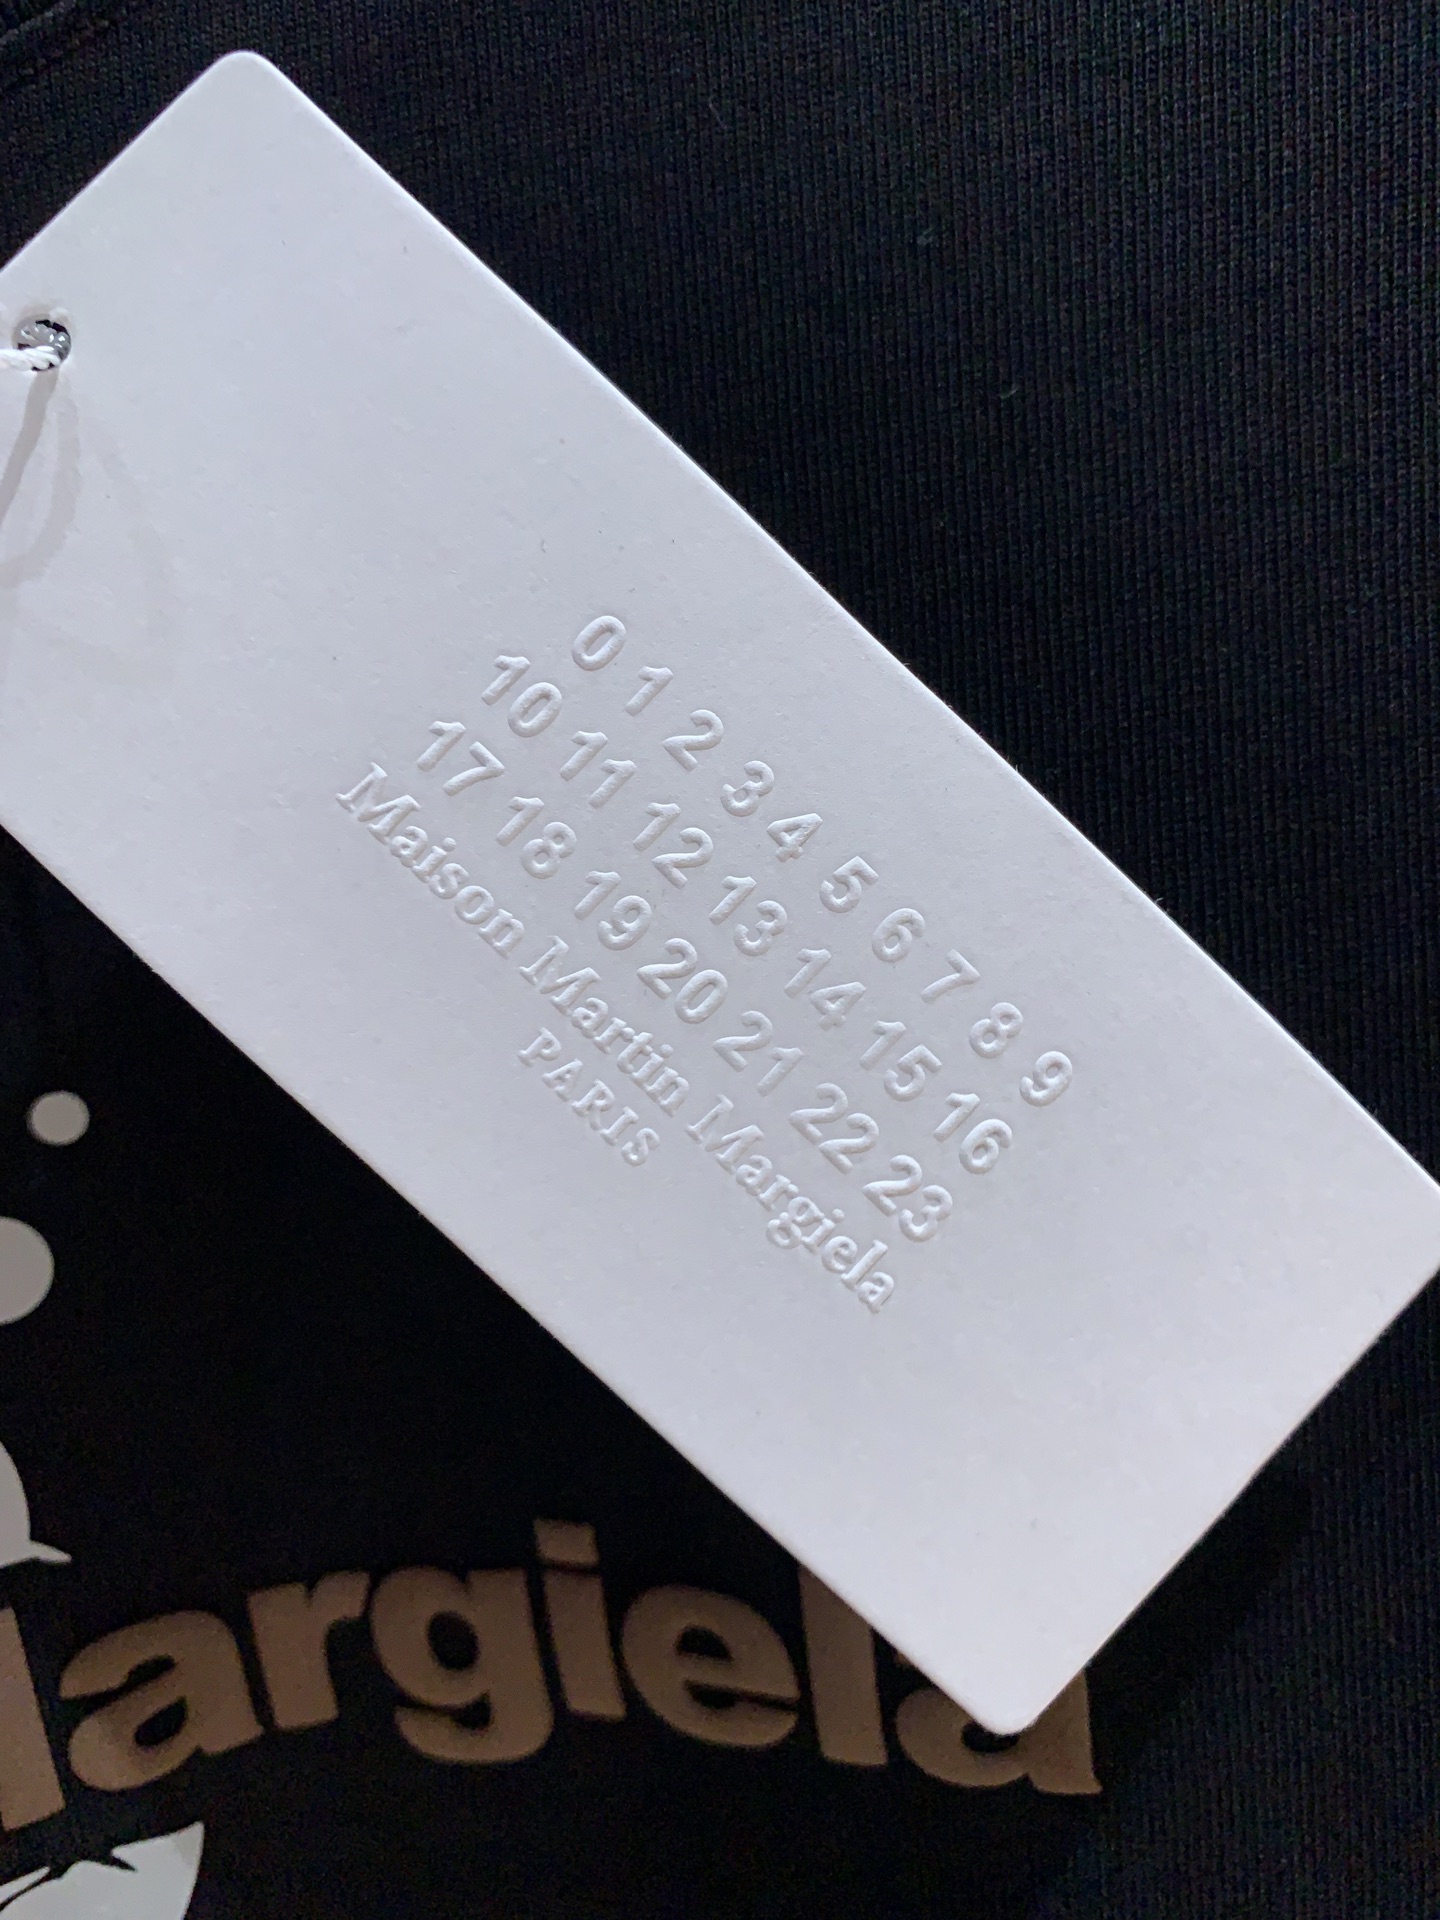 0 1 2 3 4 5 6 7 8 9
10 11 12 13 14 15 16
17 18 19 20 21 22 23
Maison Martin Margiela
PARIS
argiela